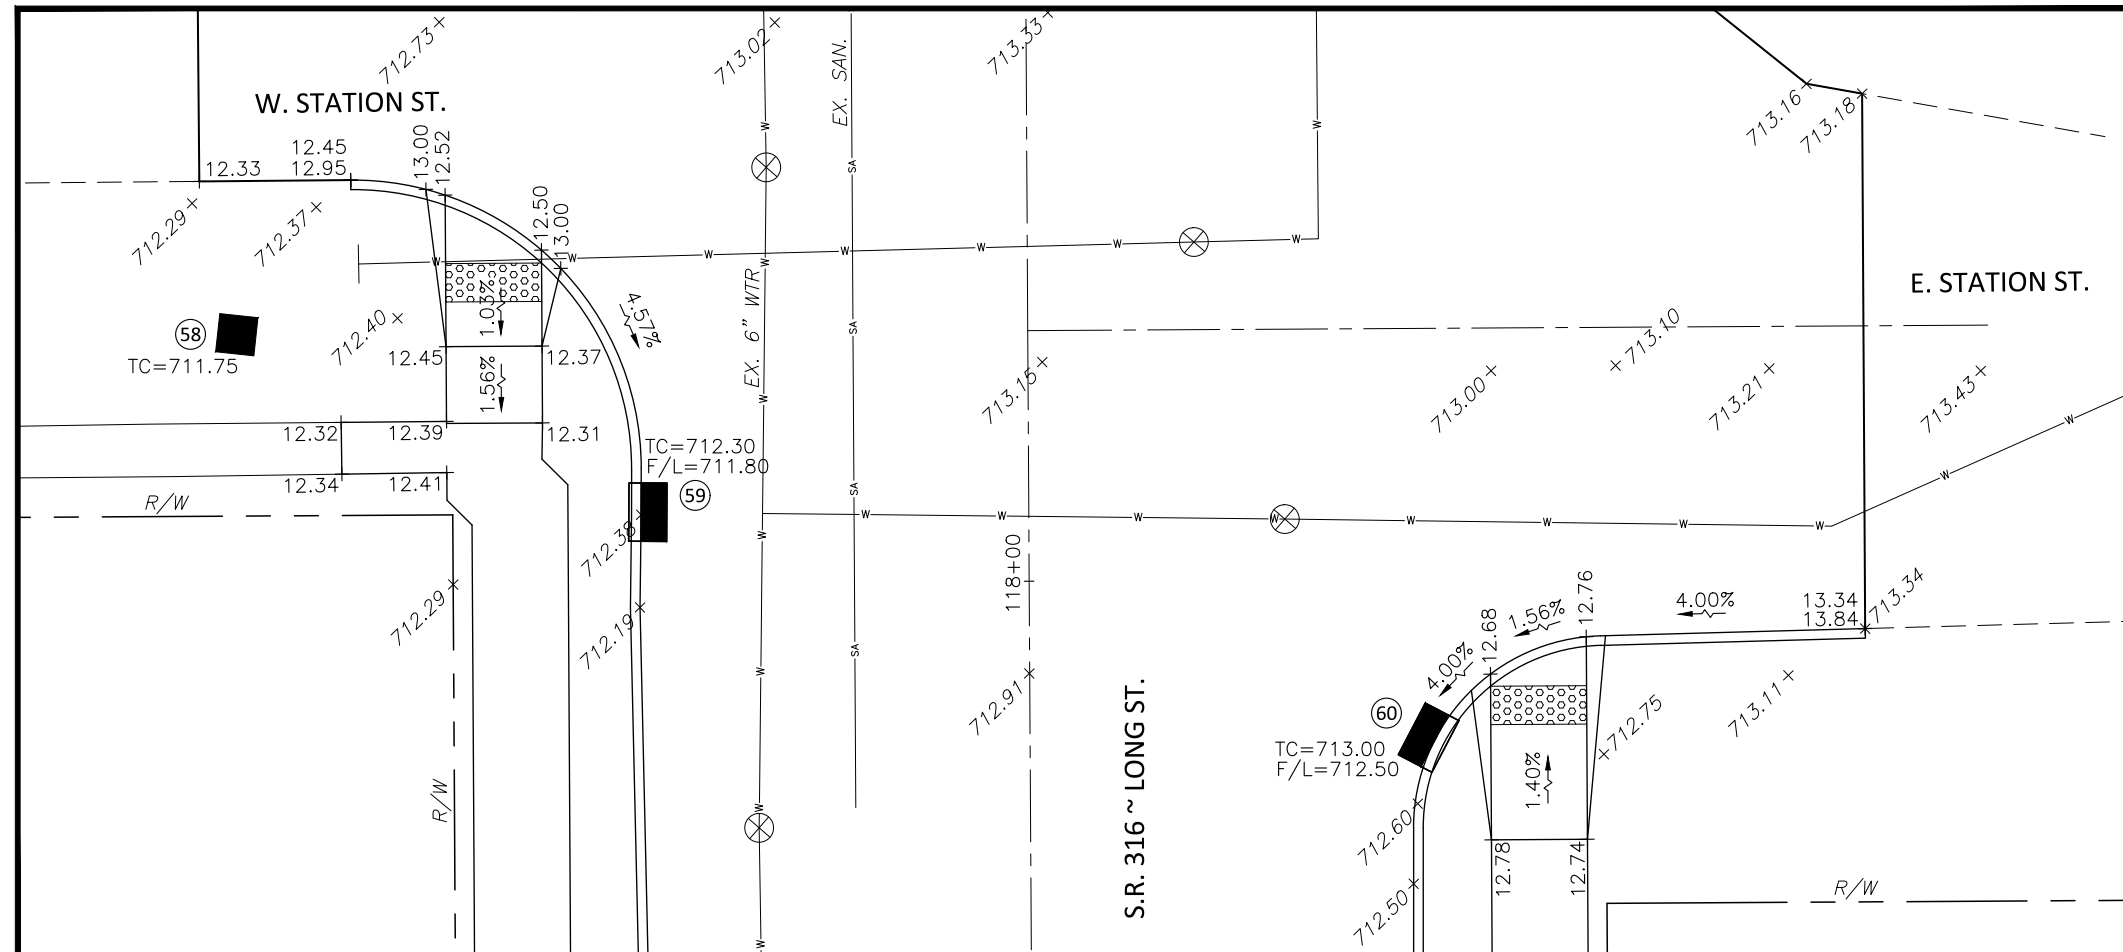 712.73
713.02
EX. SAN.
713.33
W. STATION ST.
713.16
713.18
12.45
12.33
12.95
13.00
12.52
12.50
13.00
712.29
712.37
W
W
W
W
W
W
W
W
W
SA
W
E. STATION ST.
1.03%
4.57%
EX. 6" WTR
SA
58
TC=711.75
712.40
12.45
12.37
1.56%
713.15
713.10
713.00
713.21
713.43
W
W
12.32
12.39
12.31
TC=712.30
F/L=711.80
59
12.34
12.41
R/W
SA
W
W
W
W
W
W
W
W
W
W
712.38
118+00
712.29
712.19
SA
W
12.68
12.76
1.56%
4.00%
13.34
13.84
713.34
4.00%
712.91
S.R. 316 ~ LONG ST.
60
TC=713.00
F/L=712.50
712.75
713.11
1.40%
R/W
W
712.60
12.78
12.74
712.50
R/W
W